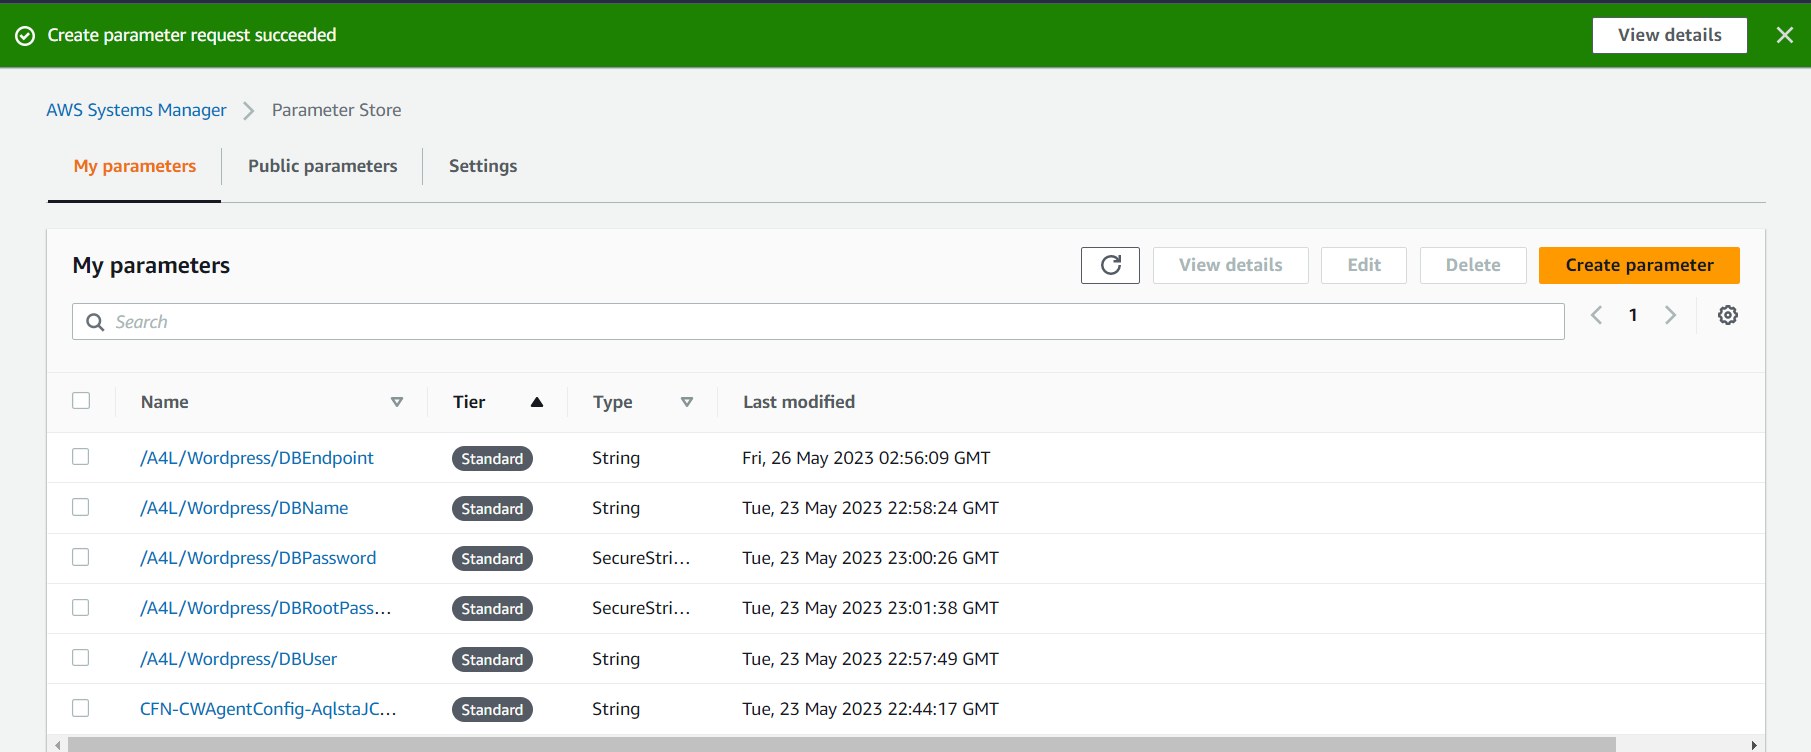 Create parameter request succeeded View details
AWS Systems Manager Parameter Store
My parameters Public parameters Settings
My parameters View details Edit Delete Create parameter
Search 1
Name Tier Type Last modified
/A4L/Wordpress/DBEndpoint Standard String Fri, 26 May 2023 02:56:09 GMT
/A4L/Wordpress/DBName Standard String Tue, 23 May 2023 22:58:24 GMT
/A4L/Wordpress/DBPassword Standard SecureStri... Tue, 23 May 2023 23:00:26 GMT
/A4L/Wordpress/DBRootPass... Standard SecureStri... Tue, 23 May 2023 23:01:38 GMT
/A4L/Wordpress/DBUser Standard String Tue, 23 May 2023 22:57:49 GMT
CFN-CWAgentConfig-AqlstaJC... Standard String Tue, 23 May 2023 22:44:17 GMT